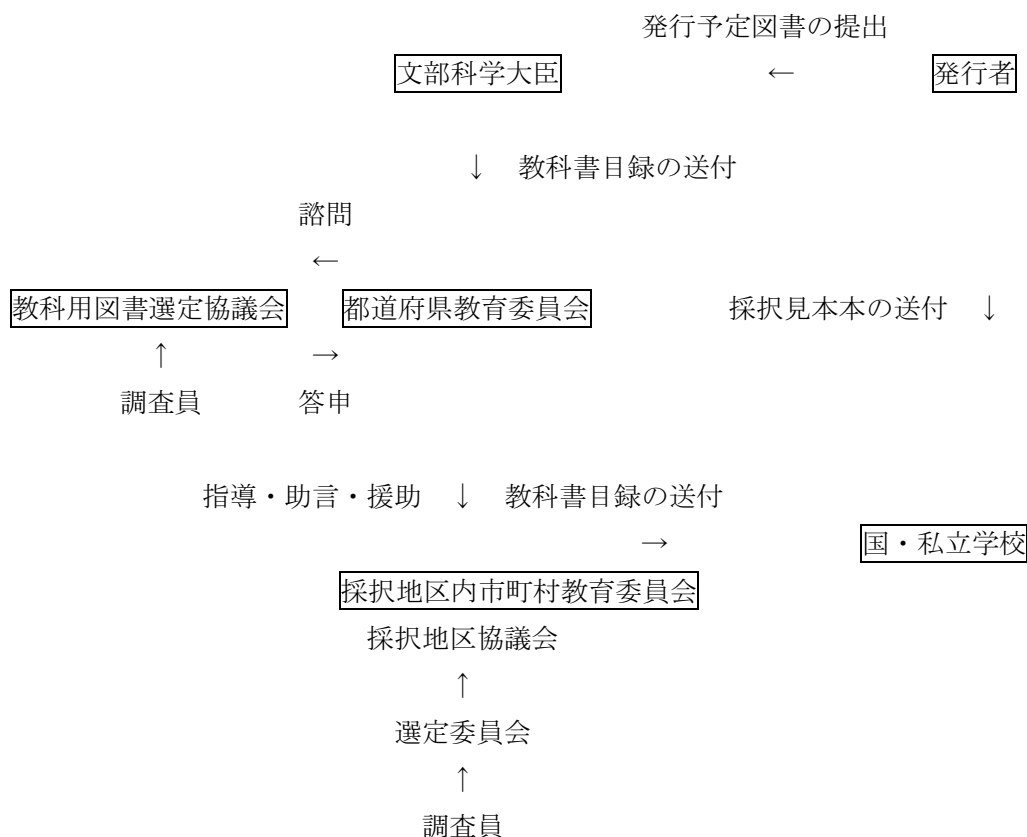 発行予定図書の提出
文部科学大臣 ← 発行者
↓ 教科書目録の送付
諮問
←
教科用図書選定協議会 都道府県教育委員会 採択見本本の送付 ↓
↑ →
調査員 答申
指導・助言・援助 ↓ 教科書目録の送付
→ 国・私立学校
採択地区内市町村教育委員会
採択地区協議会
↑
選定委員会
↑
調査員